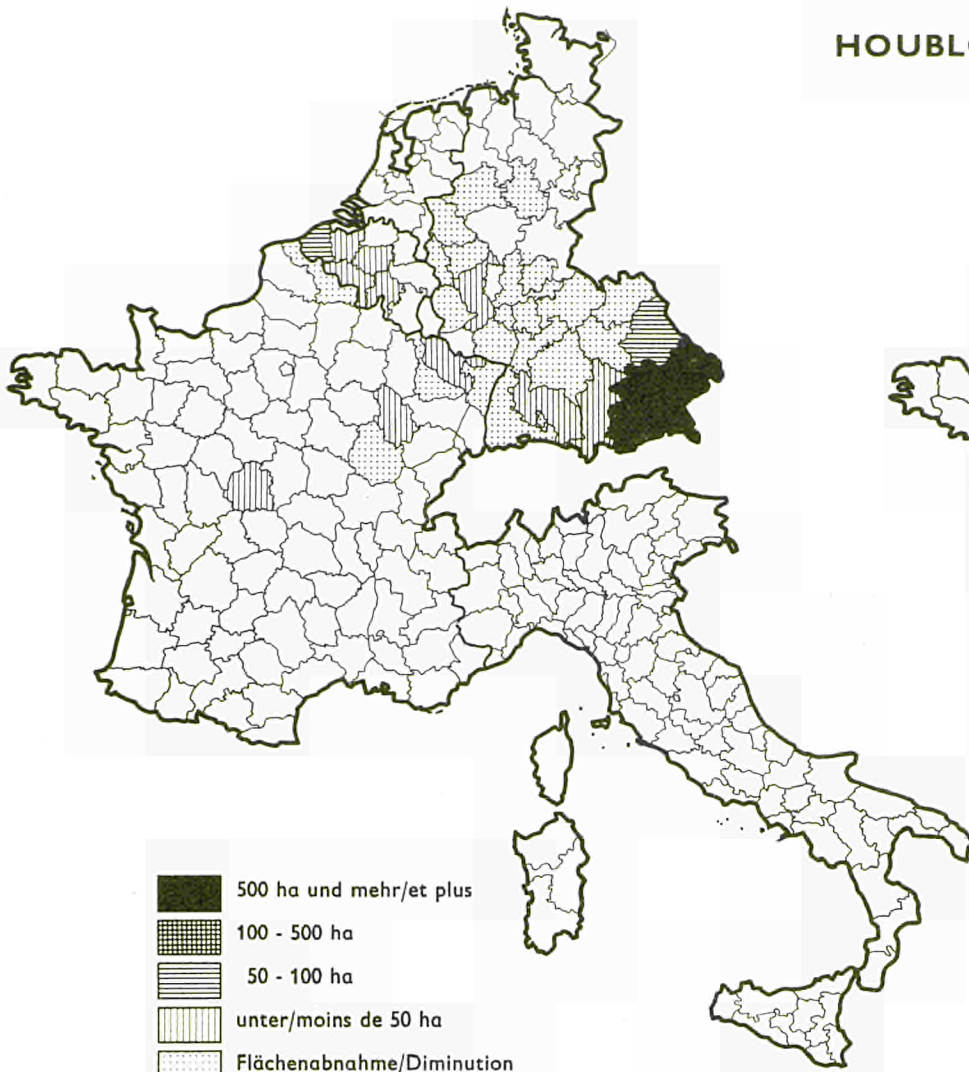 HOUBLO
500 ha und mehr/et plus
100 - 500 ha
50 - 100 ha
unter/moins de 50 ha
Flächenabnahme/Diminution